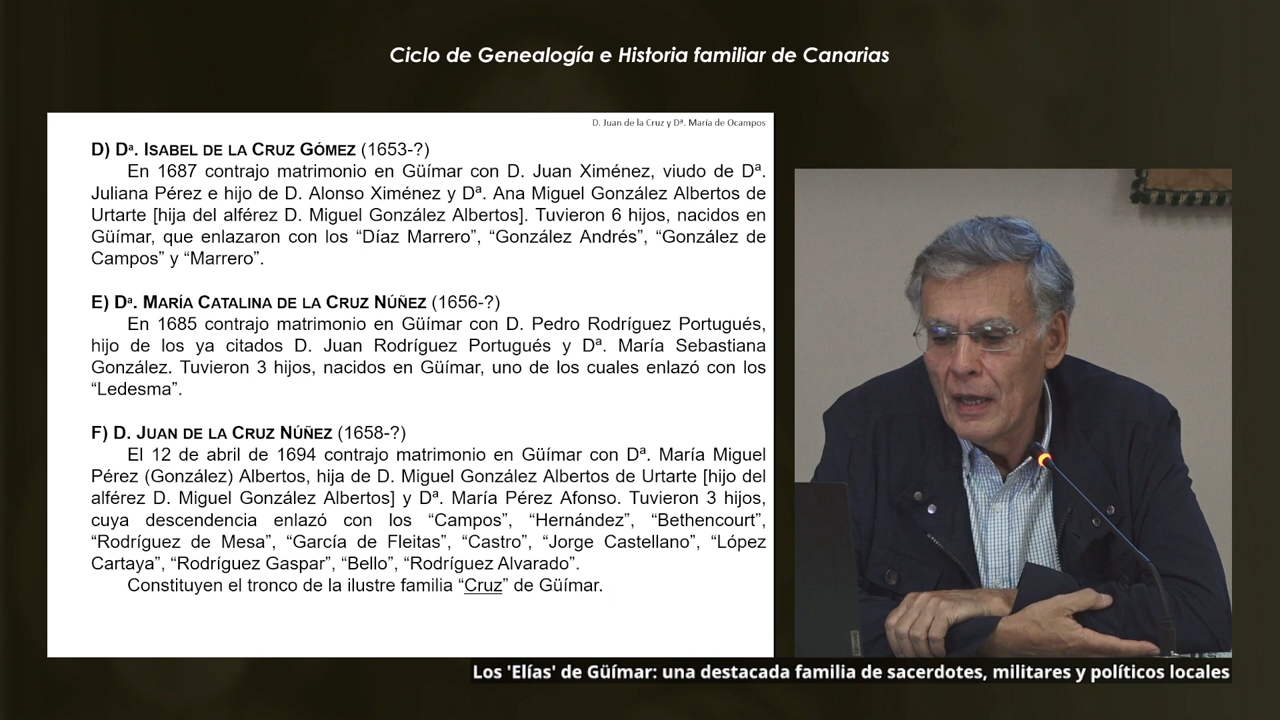 Ciclo de Genealogía e Historia familiar de Canarias
D. Juan de la Cruz y Dª. María de Ocampos
D) Dª. ISABEL DE LA CRUZ GÓMEZ (1653-?)
En 1687 contrajo matrimonio en Güímar con D. Juan Ximénez, viudo de Dª.
Juliana Pérez e hijo de D. Alonso Ximénez y Dª. Ana Miguel González Albertos de
Urtarte [hija del alférez D. Miguel González Albertos]. Tuvieron 6 hijos, nacidos en
Güímar, que enlazaron con los “Díaz Marrero”, “González Andrés”, “González de
Campos” y “Marrero”.
E) Dª. MARÍA CATALINA DE LA CRUZ NÚÑEZ (1656-?)
En 1685 contrajo matrimonio en Güímar con D. Pedro Rodríguez Portugués,
hijo de los ya citados D. Juan Rodríguez Portugués y Dª. María Sebastiana
González. Tuvieron 3 hijos, nacidos en Güímar, uno de los cuales enlazó con los
“Ledesma”.
F) D. JUAN DE LA CRUZ NÚÑEZ (1658-?)
El 12 de abril de 1694 contrajo matrimonio en Güímar con Dª. María Miguel
Pérez (González) Albertos, hija de D. Miguel González Albertos de Urtarte [hijo del
alférez D. Miguel González Albertos] y Dª. María Pérez Afonso. Tuvieron 3 hijos,
cuya descendencia enlazó con los “Campos”, “Hernández”, “Bethencourt”,
“Rodríguez de Mesa”, “García de Fleitas”, “Castro”, “Jorge Castellano”, “López
Cartaya”, “Rodríguez Gaspar”, “Bello”, “Rodríguez Alvarado”.
Constituyen el tronco de la ilustre familia “Cruz” de Güímar.
Los 'Elías' de Güímar: una destacada familia de sacerdotes, militares y políticos locales